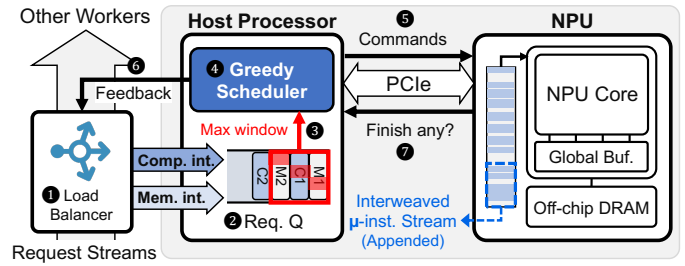 Other Workers
Host Processor
NPU
❺
Commands
❻
Feedback
❹ Greedy
Scheduler
PCIe
NPU Core
Max window
❸
Finish any?
❼
Global Buf.
Comp. int.
Mem. int.
C2
M2
C1
M1
❶ Load
Balancer
❷ Req. Q
Interweaved
μ-inst. Stream
(Appended)
Off-chip DRAM
Request Streams